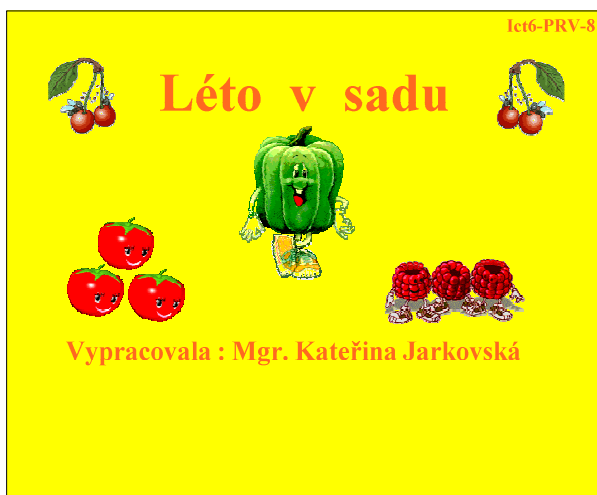 Ict6-PRV-8
Léto v sadu
Vypracovala : Mgr. Kateřina Jarkovská